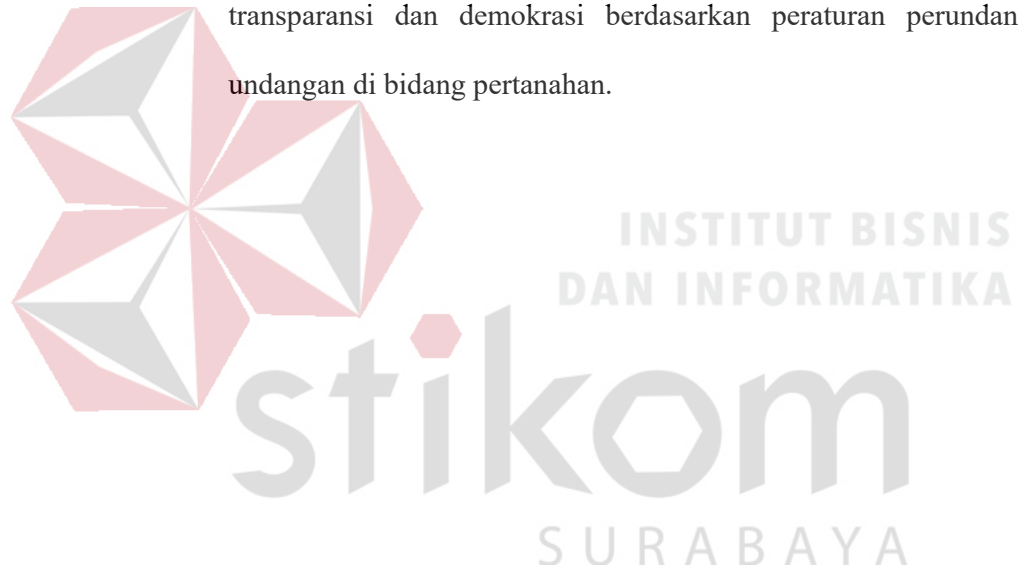 transparansi dan demokrasi berdasarkan peraturan perundan
undangan di bidang pertanahan.
INSTITUT BISNIS
DAN INFORMATIKA
stikom
SURABAYA